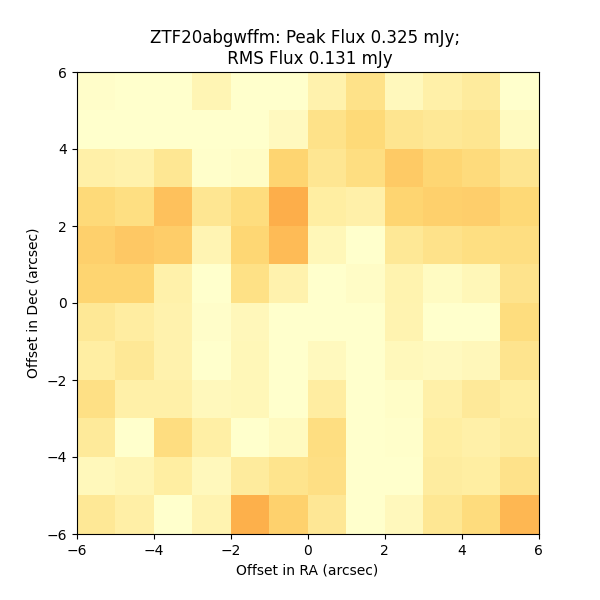 ZTF20abgwffm: Peak Flux 0.325 mJy;
RMS Flux 0.131 mJy
6
4
2
0
−2
−4
−6
−6 −4 −2 0 2 4 6
Offset in Dec (arcsec)
Offset in RA (arcsec)